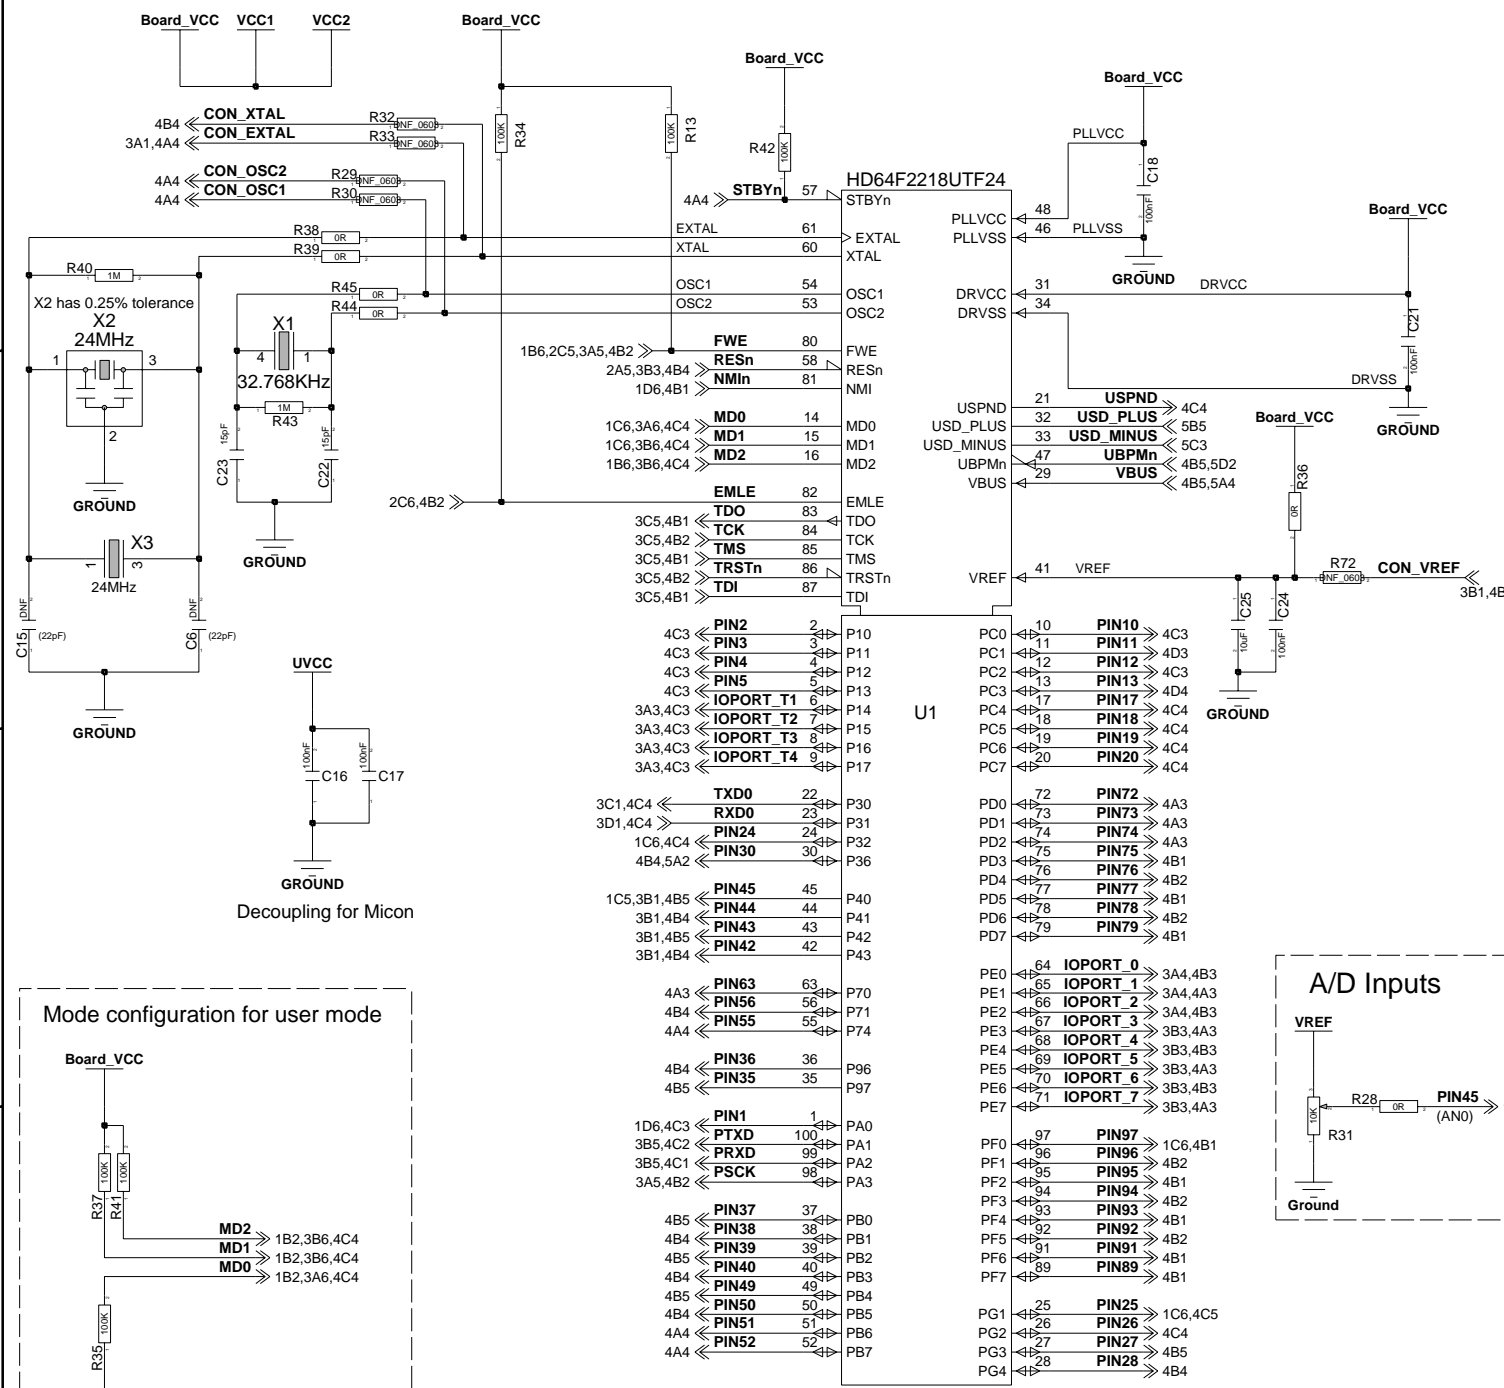 Board_VCC VCC1 VCC2 Board_VCC
Board_VCC
Board_VCC
4B4 CON_XTAL R32 DNF_0603
3A1,4A4 CON_EXTAL R33 DNF_0603
4A4 CON_OSC2 R29 DNF_0603
4A4 CON_OSC1 R30 DNF_0603
100K R34
100K R13
R42 100K
PLLVCC
C18 100nF
HD64F2218UTF24
4A4 STBYn 57 STBYn
R38 0R EXTAL 61 EXTAL
R39 0R XTAL 60 XTAL
R45 0R OSC1 54 OSC1
R44 0R OSC2 53 OSC2
PLLVCC 48
PLLVSS 46 PLLVSS
GROUND
Board_VCC
DRVCC 31 DRVCC
DRVSS 34
C21 100nF
DRVSS
GROUND
R40 1M
X2 has 0.25% tolerance
X2
24MHz
1 3
2
GROUND
X1
4 1
32.768KHz
1M
R43
15pF C23
15pF C22
GROUND
X3
1 3
24MHz
DNF C15 (22pF)
DNF C6 (22pF)
GROUND
1B6,2C5,3A5,4B2 FWE 80 FWE
2A5,3B3,4B4 RESn 58 RESn
1D6,4B1 NMIn 81 NMI
1C6,3A6,4C4 MD0 14 MD0
1C6,3B6,4C4 MD1 15 MD1
1B6,3B6,4C4 MD2 16 MD2
2C6,4B2 EMLE 82 EMLE
3C5,4B1 TDO 83 TDO
3C5,4B2 TCK 84 TCK
3C5,4B1 TMS 85 TMS
3C5,4B2 TRSTn 86 TRSTn
3C5,4B1 TDI 87 TDI
USPND 21 USPND 4C4
USD_PLUS 32 USD_PLUS 5B5
USD_MINUS 33 USD_MINUS 5C3
UBPMn 47 UBPMn 4B5,5D2
VBUS 29 VBUS 4B5,5A4
Board_VCC
R36 0R
VREF 41 VREF
R72 DNF_0603 CON_VREF
3B1,4B
C25 10uF
C24 100nF
GROUND
U1
4C3 PIN2 2 P10
4C3 PIN3 3 P11
4C3 PIN4 4 P12
4C3 PIN5 5 P13
3A3,4C3 IOPORT_T1 6 P14
3A3,4C3 IOPORT_T2 7 P15
3A3,4C3 IOPORT_T3 8 P16
3A3,4C3 IOPORT_T4 9 P17
3C1,4C4 TXD0 22 P30
3D1,4C4 RXD0 23 P31
1C6,4C4 PIN24 24 P32
4B4,5A2 PIN30 30 P36
1C5,3B1,4B5 PIN45 45 P40
3B1,4B4 PIN44 44 P41
3B1,4B5 PIN43 43 P42
3B1,4B4 PIN42 42 P43
4A3 PIN63 63 P70
4B4 PIN56 56 P71
4A4 PIN55 55 P74
4B4 PIN36 36 P96
4B5 PIN35 35 P97
1D6,4C3 PIN1 1 PA0
3B5,4C2 PTXD 100 PA1
3B5,4C1 PRXD 99 PA2
3A5,4B2 PSCK 98 PA3
4B5 PIN37 37 PB0
4B4 PIN38 38 PB1
4B5 PIN39 39 PB2
4B4 PIN40 40 PB3
4B5 PIN49 49 PB4
4B4 PIN50 50 PB5
4A4 PIN51 51 PB6
4A4 PIN52 52 PB7
PC0 10 PIN10 4C3
PC1 11 PIN11 4D3
PC2 12 PIN12 4C3
PC3 13 PIN13 4D4
PC4 17 PIN17 4C4
PC5 18 PIN18 4C4
PC6 19 PIN19 4C4
PC7 20 PIN20 4C4
PD0 72 PIN72 4A3
PD1 73 PIN73 4A3
PD2 74 PIN74 4A3
PD3 75 PIN75 4B1
PD4 76 PIN76 4B2
PD5 77 PIN77 4B1
PD6 78 PIN78 4B2
PD7 79 PIN79 4B1
PE0 64 IOPORT_0 3A4,4B3
PE1 65 IOPORT_1 3A4,4A3
PE2 66 IOPORT_2 3A4,4B3
PE3 67 IOPORT_3 3B3,4A3
PE4 68 IOPORT_4 3B3,4B3
PE5 69 IOPORT_5 3B3,4A3
PE6 70 IOPORT_6 3B3,4B3
PE7 71 IOPORT_7 3B3,4A3
PF0 97 PIN97 1C6,4B1
PF1 96 PIN96 4B2
PF2 95 PIN95 4B1
PF3 94 PIN94 4B2
PF4 93 PIN93 4B1
PF5 92 PIN92 4B2
PF6 91 PIN91 4B1
PF7 89 PIN89 4B1
PG1 25 PIN25 1C6,4C5
PG2 26 PIN26 4C4
PG3 27 PIN27 4B5
PG4 28 PIN28 4B4
UVCC
100nF C16
100nF C17
GROUND
Decoupling for Micon
Mode configuration for user mode
Board_VCC
R37 100K
R41 100K
MD2 1B2,3B6,4C4
MD1 1B2,3B6,4C4
MD0 1B2,3A6,4C4
R35 100K
A/D Inputs
VREF
10K R31
R28 0R PIN45
(AN0)
Ground